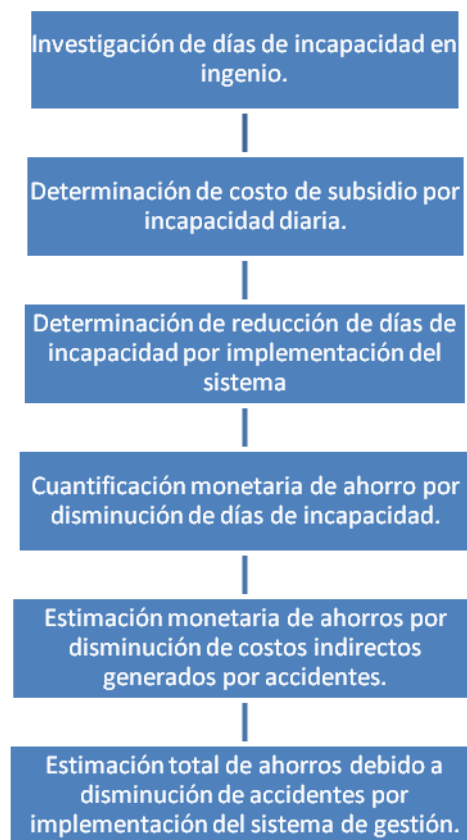 Investigación de días de incapacidad en
ingenio.
Determinación de costo de subsidio por
incapacidad diaria.
Determinación de reducción de días de
incapacidad por implementación del
sistema
Cuantificación monetaria de ahorro por
disminución de días de incapacidad.
Estimación monetaria de ahorros por
disminución de costos indirectos
generados por accidentes.
Estimación total de ahorros debido a
disminución de accidentes por
implementación del sistema de gestión.